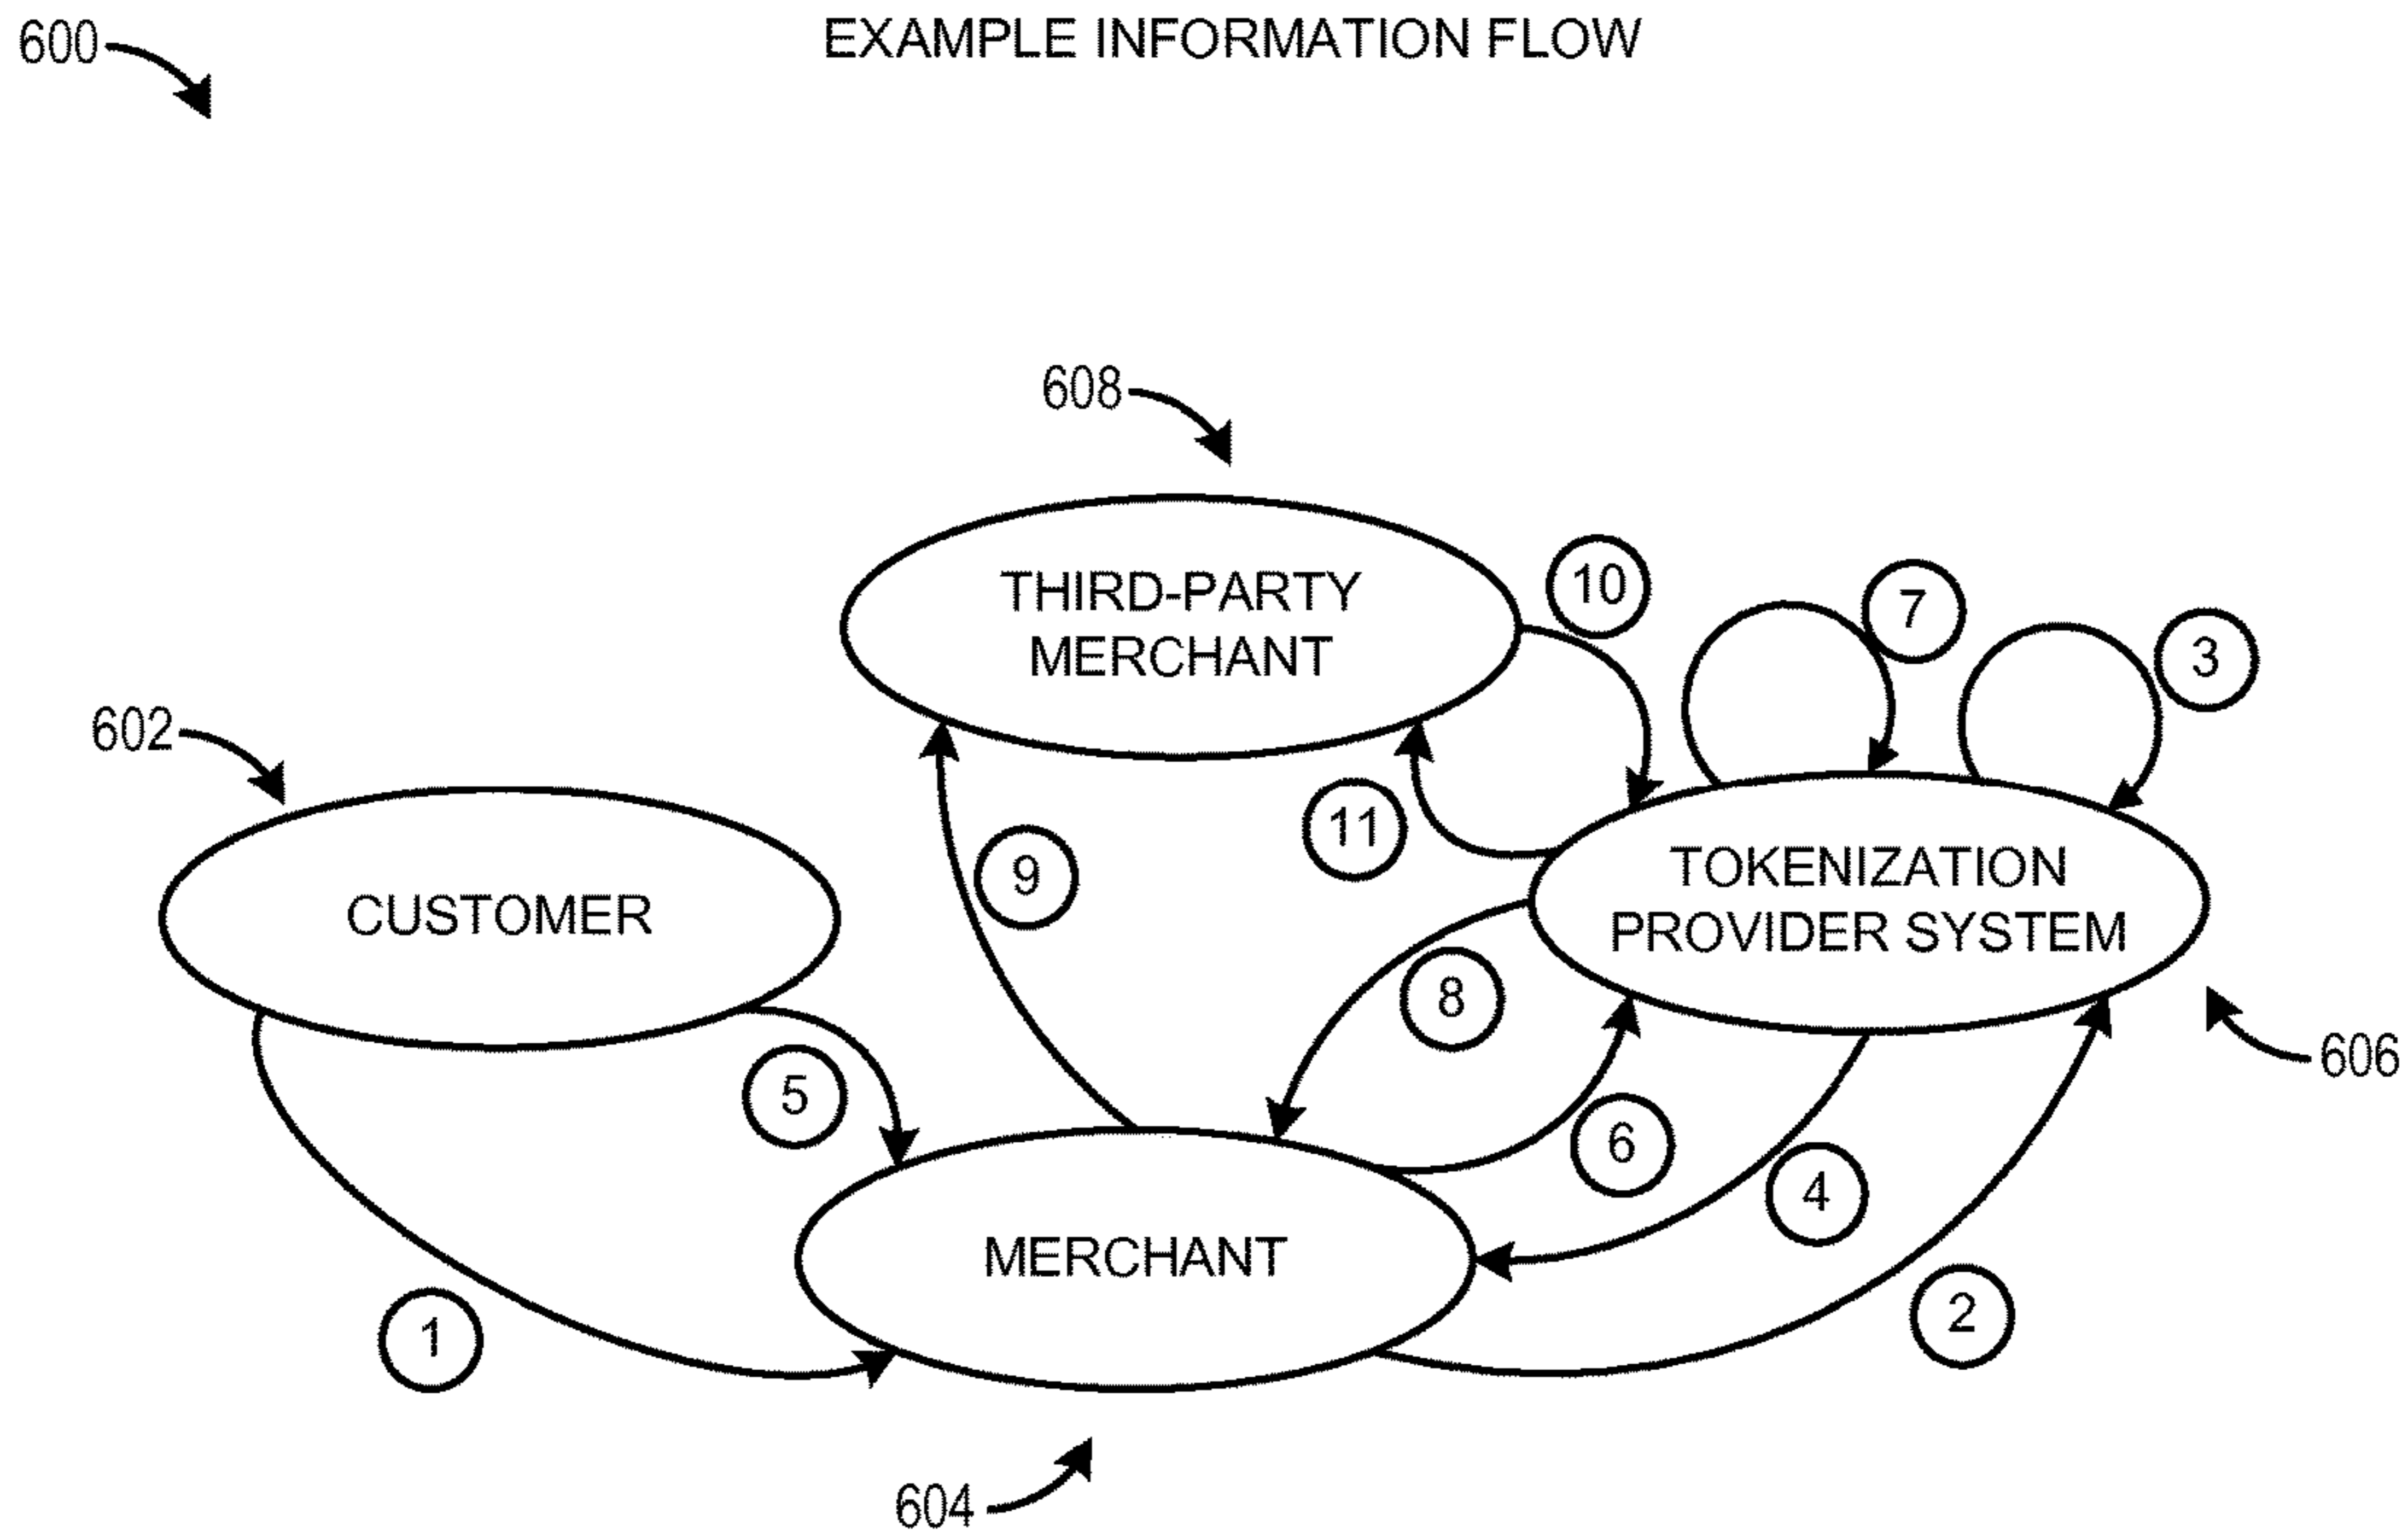 600
EXAMPLE INFORMATION FLOW
608
THIRD-PARTY
MERCHANT
10
7
3
602
CUSTOMER
11
9
TOKENIZATION
PROVIDER SYSTEM
8
606
5
6
4
MERCHANT
2
1
604